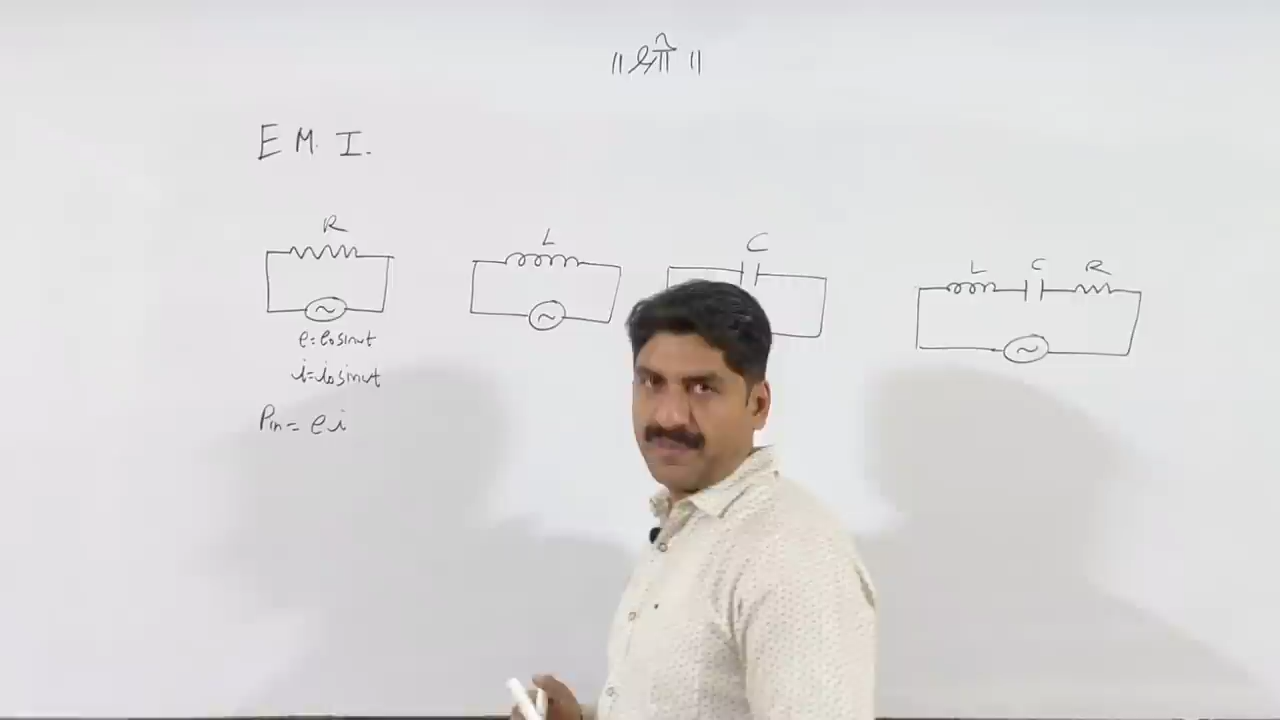 ॥ श्री ॥
E M. I.
R
L
C
L C R
~
~
~
e=e₀sinωt
i=i₀sinωt
Pin= ei